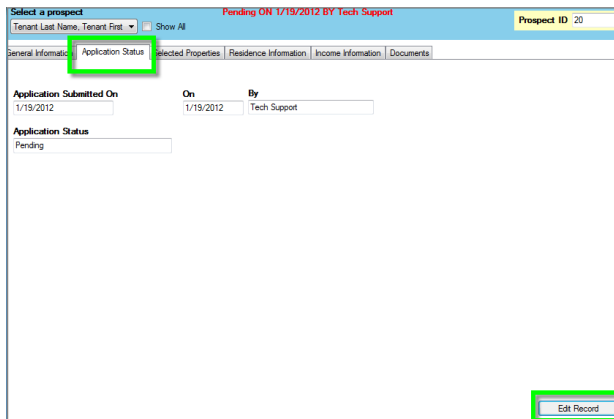 Select a prospect
Pending ON 1/19/2012 BY Tech Support
Prospect ID 20
Tenant Last Name, Tenant First
Show All
General Information Application Status Selected Properties Residence Information Income Information Documents
Application Submitted On On By
1/19/2012 1/19/2012 Tech Support
Application Status
Pending
Edit Record